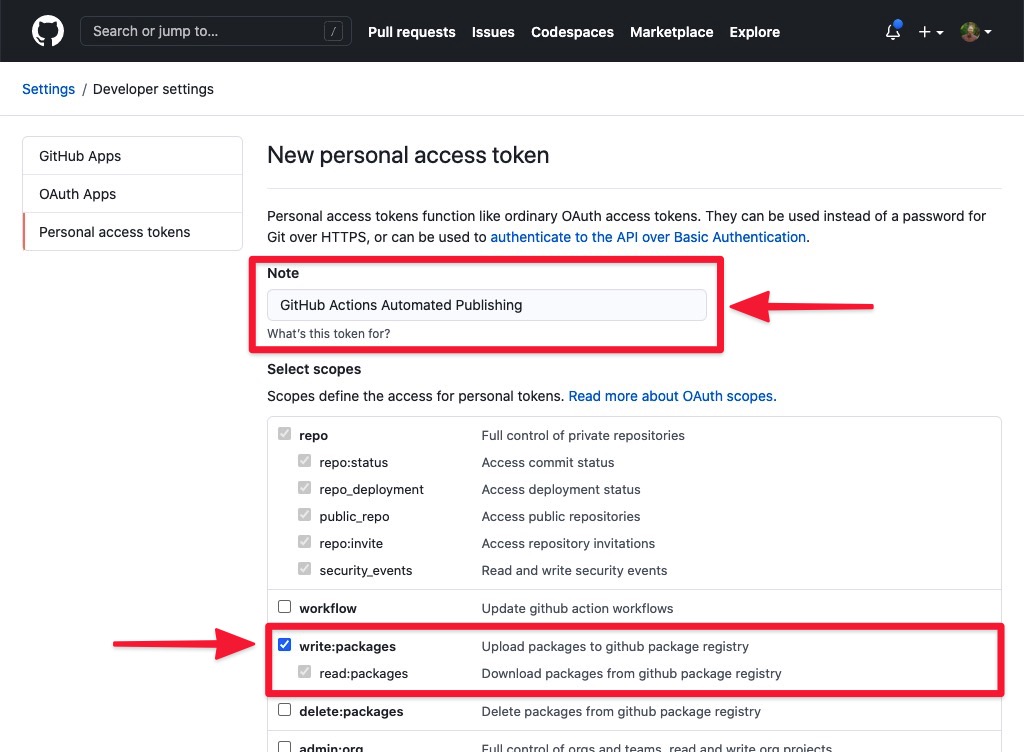 Search or jump to… /
Pull requests Issues Codespaces Marketplace Explore
Settings / Developer settings
GitHub Apps
OAuth Apps
Personal access tokens
New personal access token
Personal access tokens function like ordinary OAuth access tokens. They can be used instead of a password for
Git over HTTPS, or can be used to authenticate to the API over Basic Authentication.
Note
GitHub Actions Automated Publishing
What's this token for?
Select scopes
Scopes define the access for personal tokens. Read more about OAuth scopes.
repo Full control of private repositories
repo:status Access commit status
repo_deployment Access deployment status
public_repo Access public repositories
repo:invite Access repository invitations
security_events Read and write security events
workflow Update github action workflows
write:packages Upload packages to github package registry
read:packages Download packages from github package registry
delete:packages Delete packages from github package registry
admin:org Full control of orgs and teams, read and write org projects